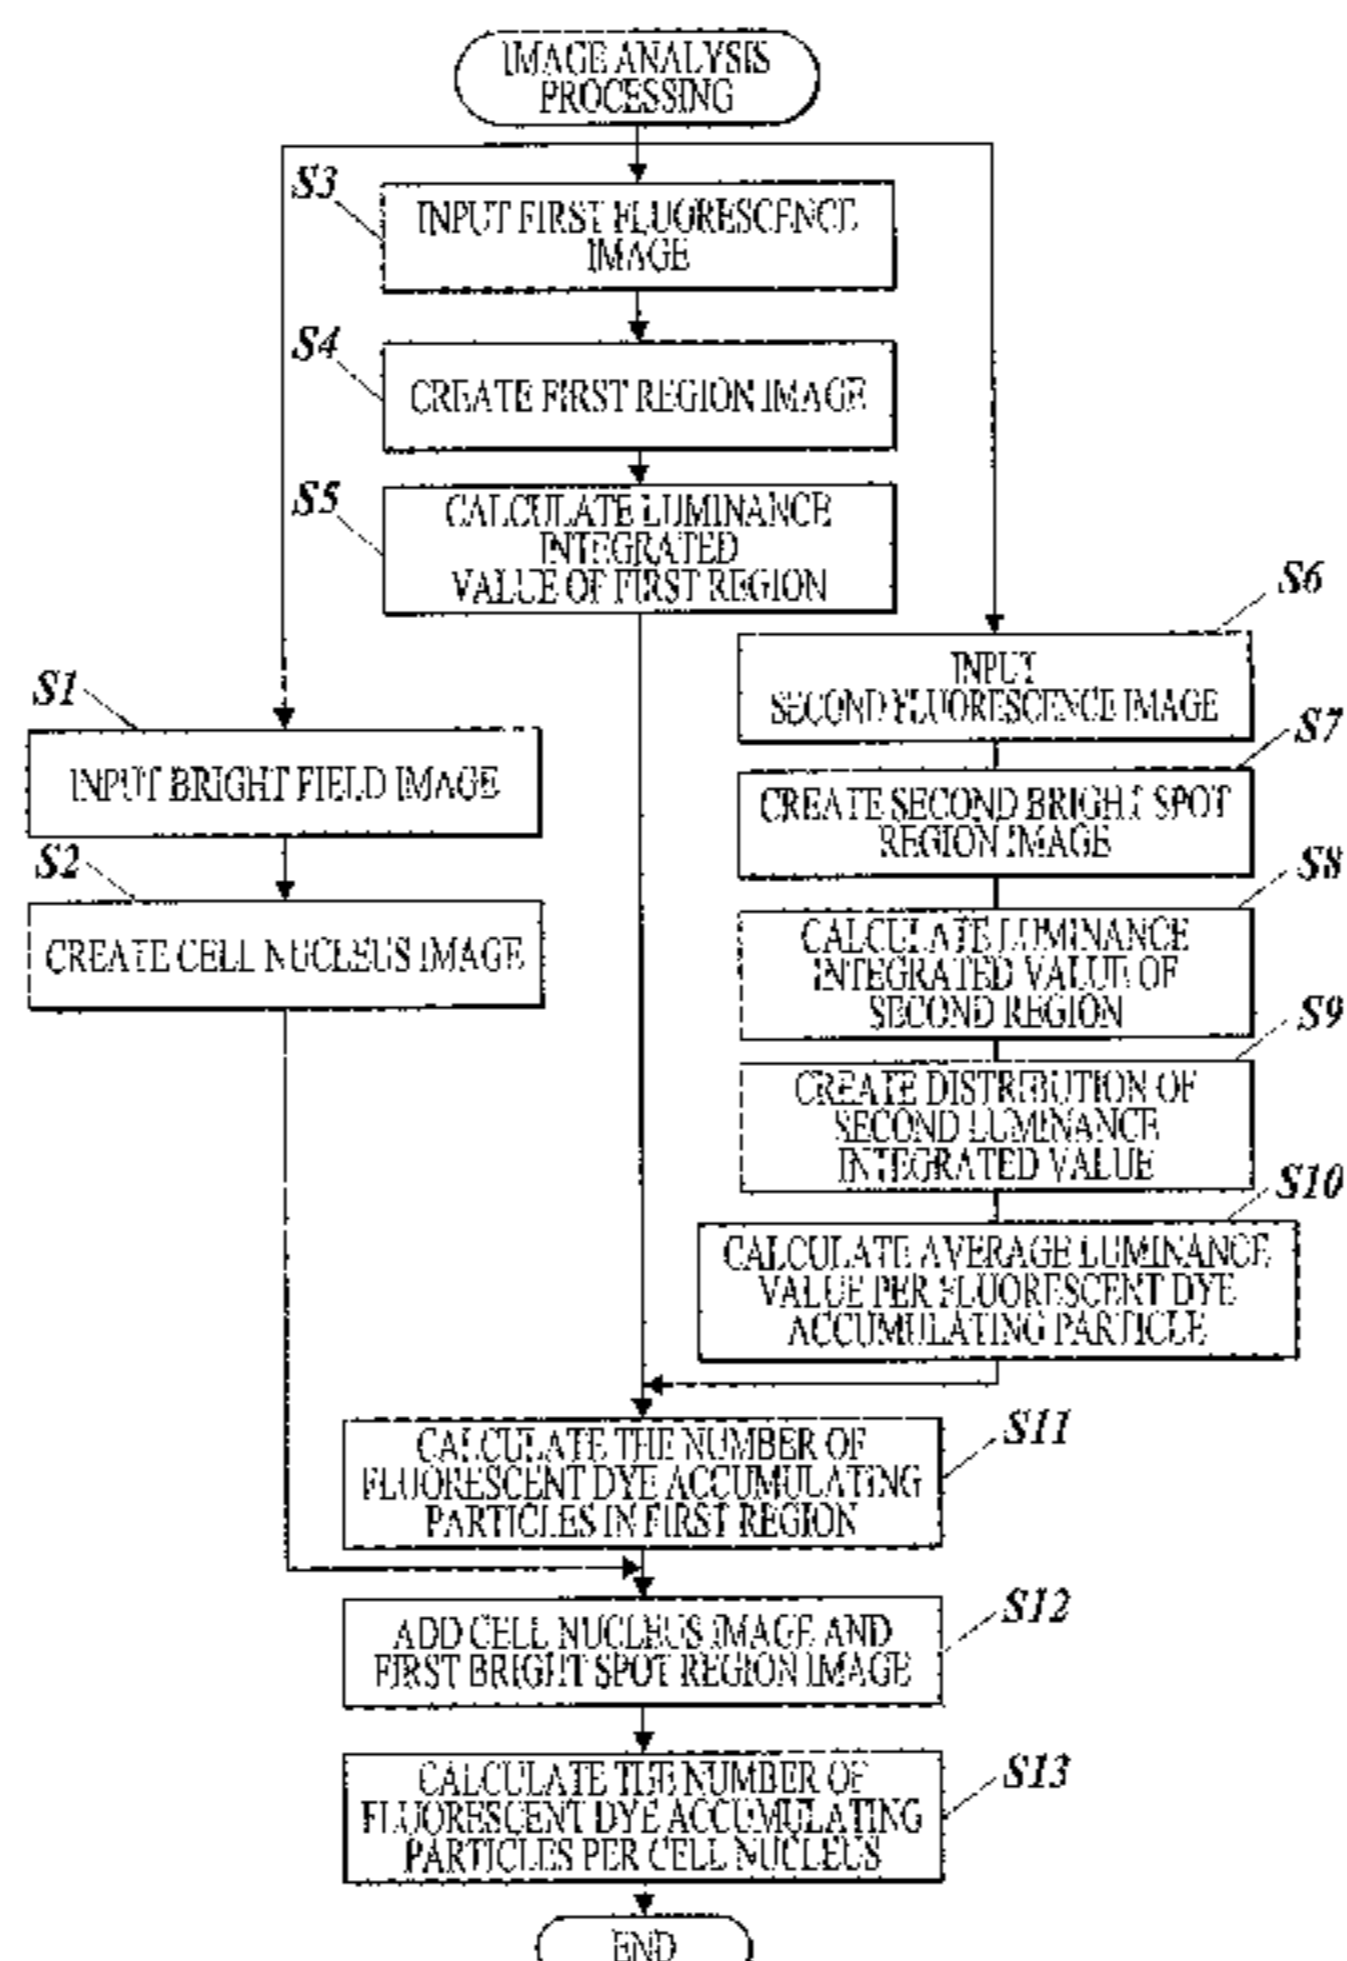 IMAGE ANALYSIS
PROCESSING
S3
INPUT FIRST FLUORESCENCE
IMAGE
S4
CREATE FIRST REGION IMAGE
S5
CALCULATE LUMINANCE
INTEGRATED
VALUE OF FIRST REGION
S6
INPUT
SECOND FLUORESCENCE IMAGE
S1
INPUT BRIGHT FIELD IMAGE
S7
CREATE SECOND BRIGHT SPOT
REGION IMAGE
S2
CREATE CELL NUCLEUS IMAGE
S8
CALCULATE LUMINANCE
INTEGRATED VALUE OF
SECOND REGION
S9
CREATE DISTRIBUTION OF
SECOND LUMINANCE
INTEGRATED VALUE
S10
CALCULATE AVERAGE LUMINANCE
VALUE PER FLUORESCENT DYE
ACCUMULATING PARTICLE
S11
CALCULATE THE NUMBER OF
FLUORESCENT DYE ACCUMULATING
PARTICLES IN FIRST REGION
S12
ADD CELL NUCLEUS IMAGE AND
FIRST BRIGHT SPOT REGION IMAGE
S13
CALCULATE THE NUMBER OF
FLUORESCENT DYE ACCUMULATING
PARTICLES PER CELL NUCLEUS
END